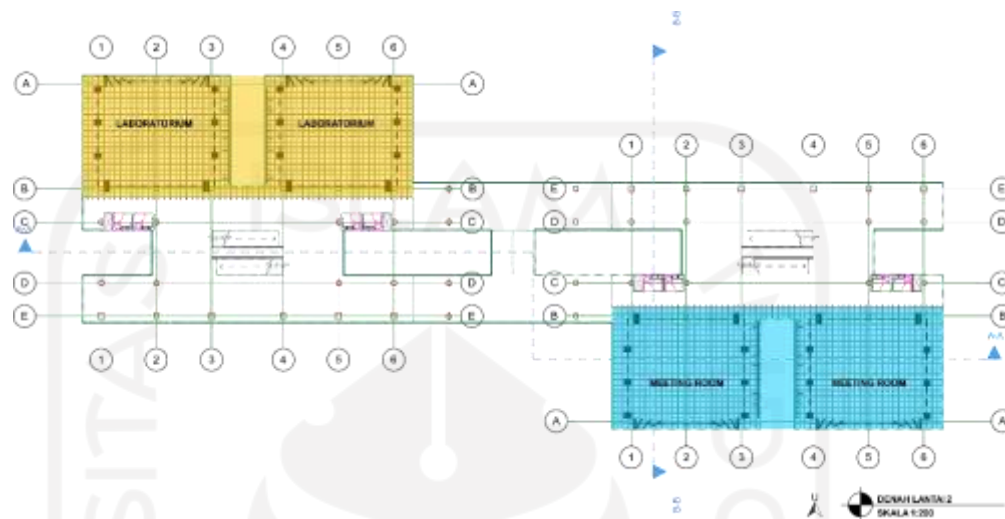 B-B
1 2 3 4 5 6
A A
LABORATORIUM LABORATORIUM
1 2 3 4 5 6
B B E E
C C D D
D D C C
E E B B
A-A
1 2 3 4 5 6
MEETING ROOM MEETING ROOM
A A
1 2 3 4 5 6
B-B
U
DENAH LANTAI 2
SKALA 1:200